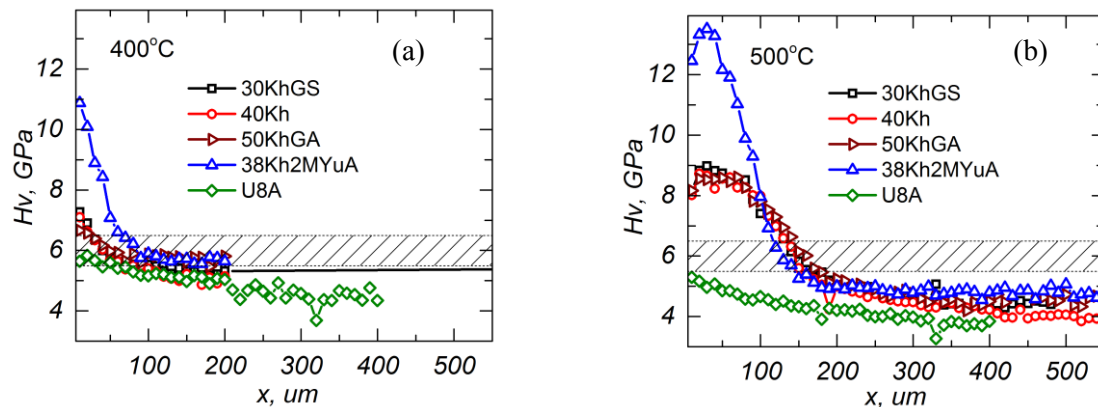 400°C
(a)
30KhGS
40Kh
50KhGA
38Kh2MYuA
U8A
12
10
8
6
4
100 200 300 400 500
Hv, GPa
x, um
500°C
(b)
30KhGS
40Kh
50KhGA
38Kh2MYuA
U8A
12
10
8
6
4
100 200 300 400 500
Hv, GPa
x, um